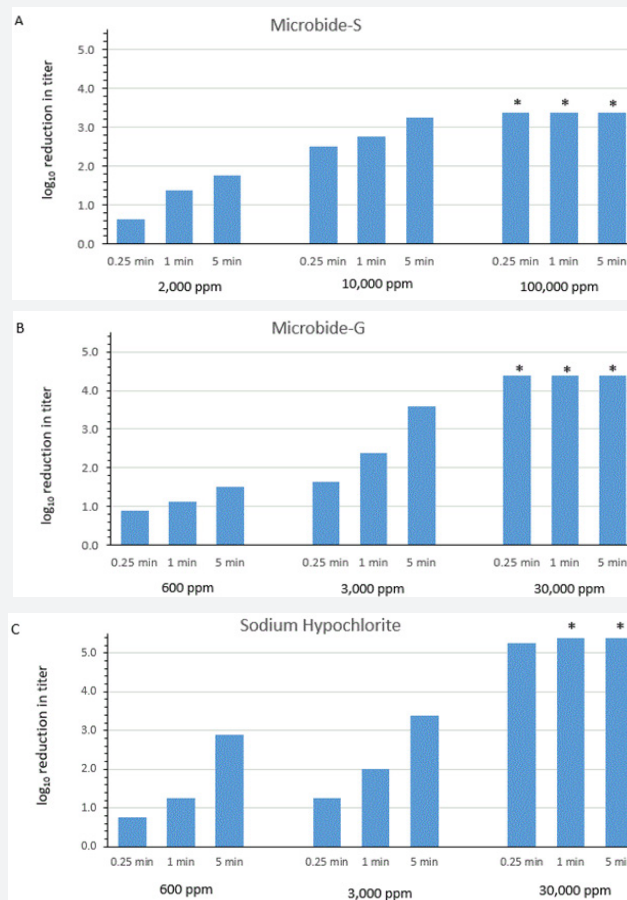 A
Microbide-S
log10 reduction in titer
5.0
4.0
3.0
2.0
1.0
0.0
* * *
0.25 min 1 min 5 min 0.25 min 1 min 5 min 0.25 min 1 min 5 min
2,000 ppm 10,000 ppm 100,000 ppm
B
Microbide-G
log10 reduction in titer
5.0
4.0
3.0
2.0
1.0
0.0
* * *
0.25 min 1 min 5 min 0.25 min 1 min 5 min 0.25 min 1 min 5 min
600 ppm 3,000 ppm 30,000 ppm
C
Sodium Hypochlorite
log10 reduction in titer
5.0
4.0
3.0
2.0
1.0
0.0
* *
0.25 min 1 min 5 min 0.25 min 1 min 5 min 0.25 min 1 min 5 mi
600 ppm 3,000 ppm 30,000 ppm